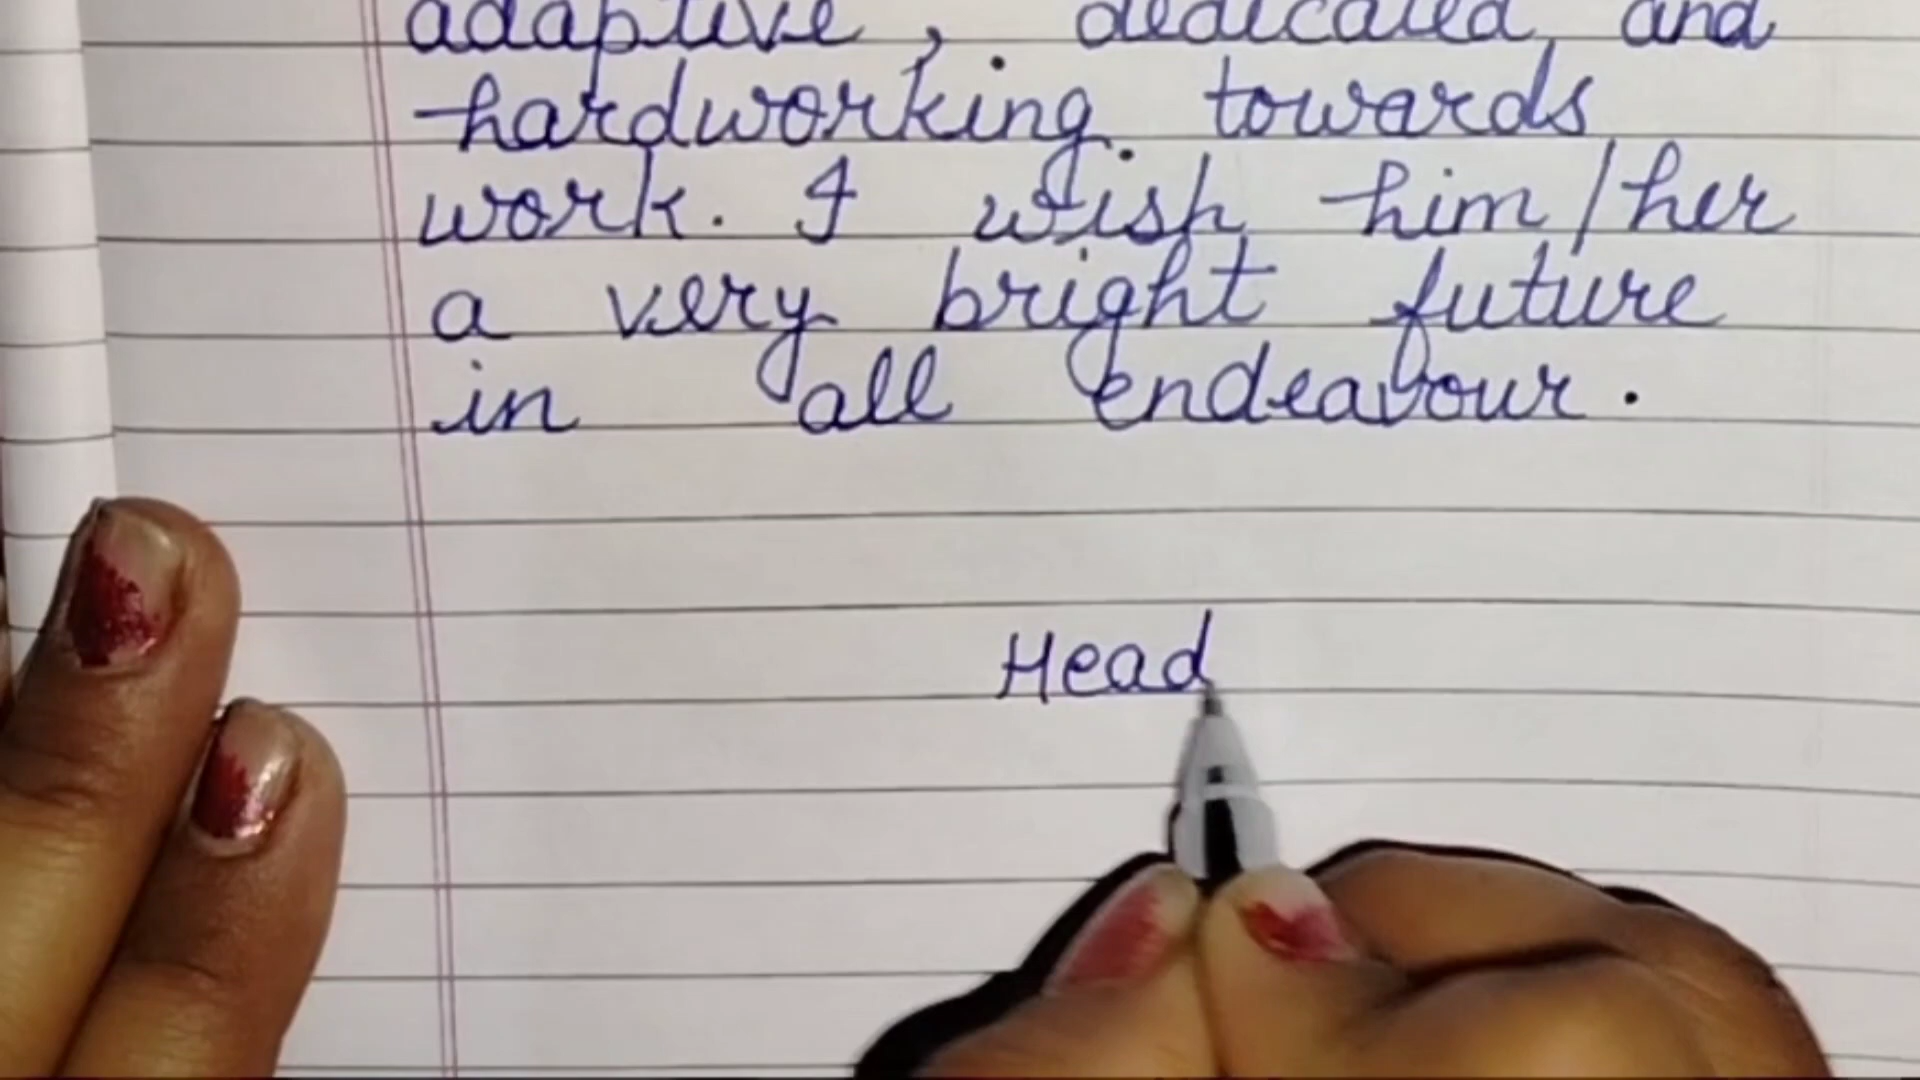 adaptive, dedicated and
hardworking towards
work. I wish him/her
a very bright future
in all endeavour.
Head